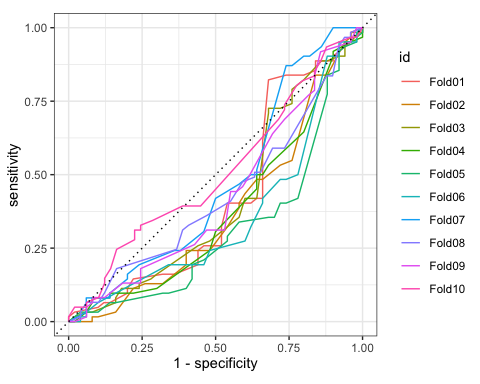 1.00
0.75
0.50
0.25
0.00
sensitivity
0.00 0.25 0.50 0.75 1.00
1 - specificity
id
Fold01
Fold02
Fold03
Fold04
Fold05
Fold06
Fold07
Fold08
Fold09
Fold10